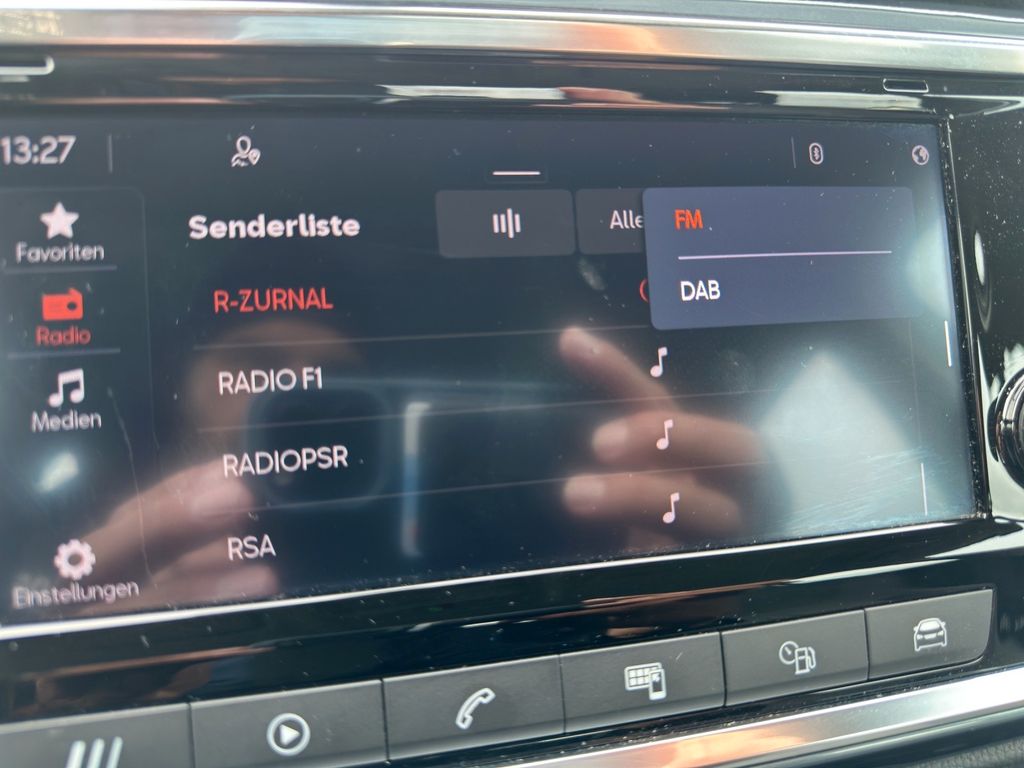 13:27
Favoriten
Radio
Medien
Einstellungen
Senderliste
Alle
FM
DAB
R-ZURNAL
RADIO F1
RADIOPSR
RSA